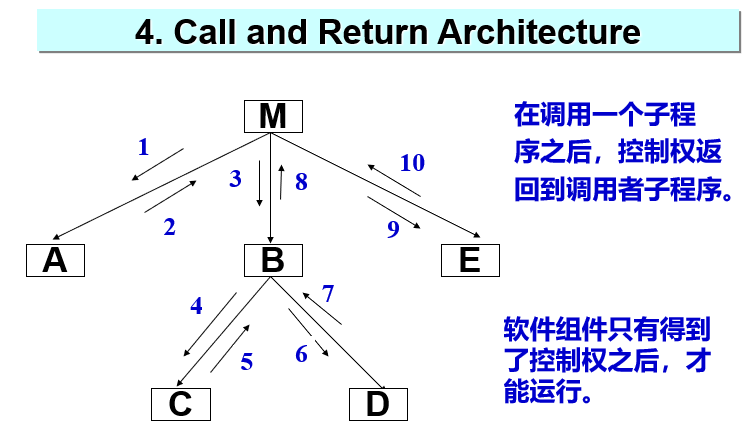 4. Call and Return Architecture
M
在调用一个子程
序之后，控制权返
回到调用者子程序。
1
2
3
8
10
9
A
B
E
4
5
6
7
软件组件只有得到
了控制权之后，才
能运行。
C
D